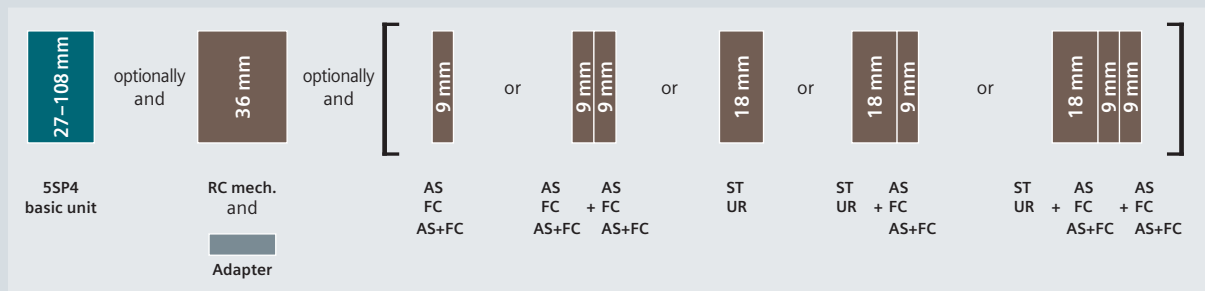 27–108 mm
optionally
and
36 mm
optionally
and
9 mm
or
9 mm
9 mm
or
18 mm
or
18 mm
9 mm
or
18 mm
9 mm
9 mm
5SP4
basic unit
RC mech.
and
Adapter
AS
FC
AS+FC
AS AS
FC + FC
AS+FC AS+FC
ST
UR
ST AS
UR + FC
AS+FC
ST AS AS
UR + FC + FC
AS+FC AS+FC